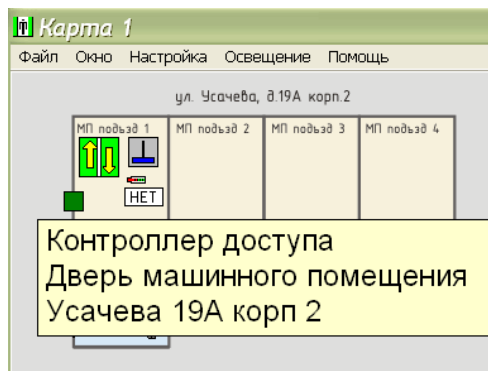 Карта 1
Файл Окно Настройка Освещение Помощь
ул. Усачева, д.19А корп.2
МП подъезд 1 МП подъезд 2 МП подъезд 3 МП подъезд 4
НЕТ
Контроллер доступа
Дверь машинного помещения
Усачева 19А корп 2